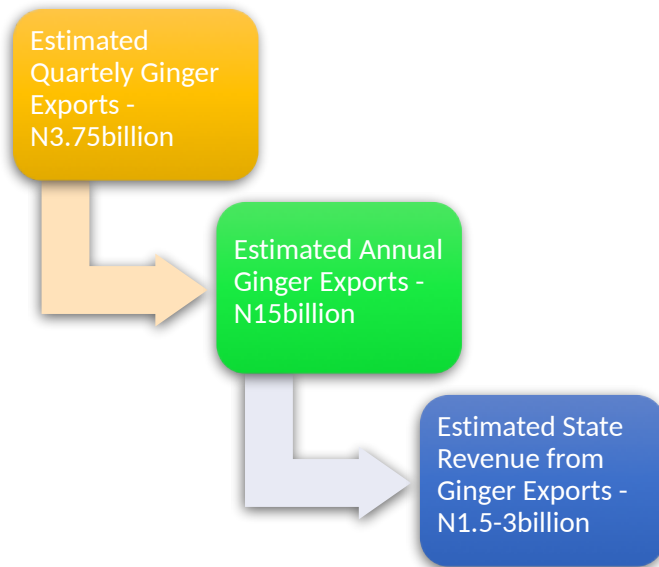 Estimated
Quartely Ginger
Exports -
N3.75billion
Estimated Annual
Ginger Exports -
N15billion
Estimated State
Revenue from
Ginger Exports -
N1.5-3billion